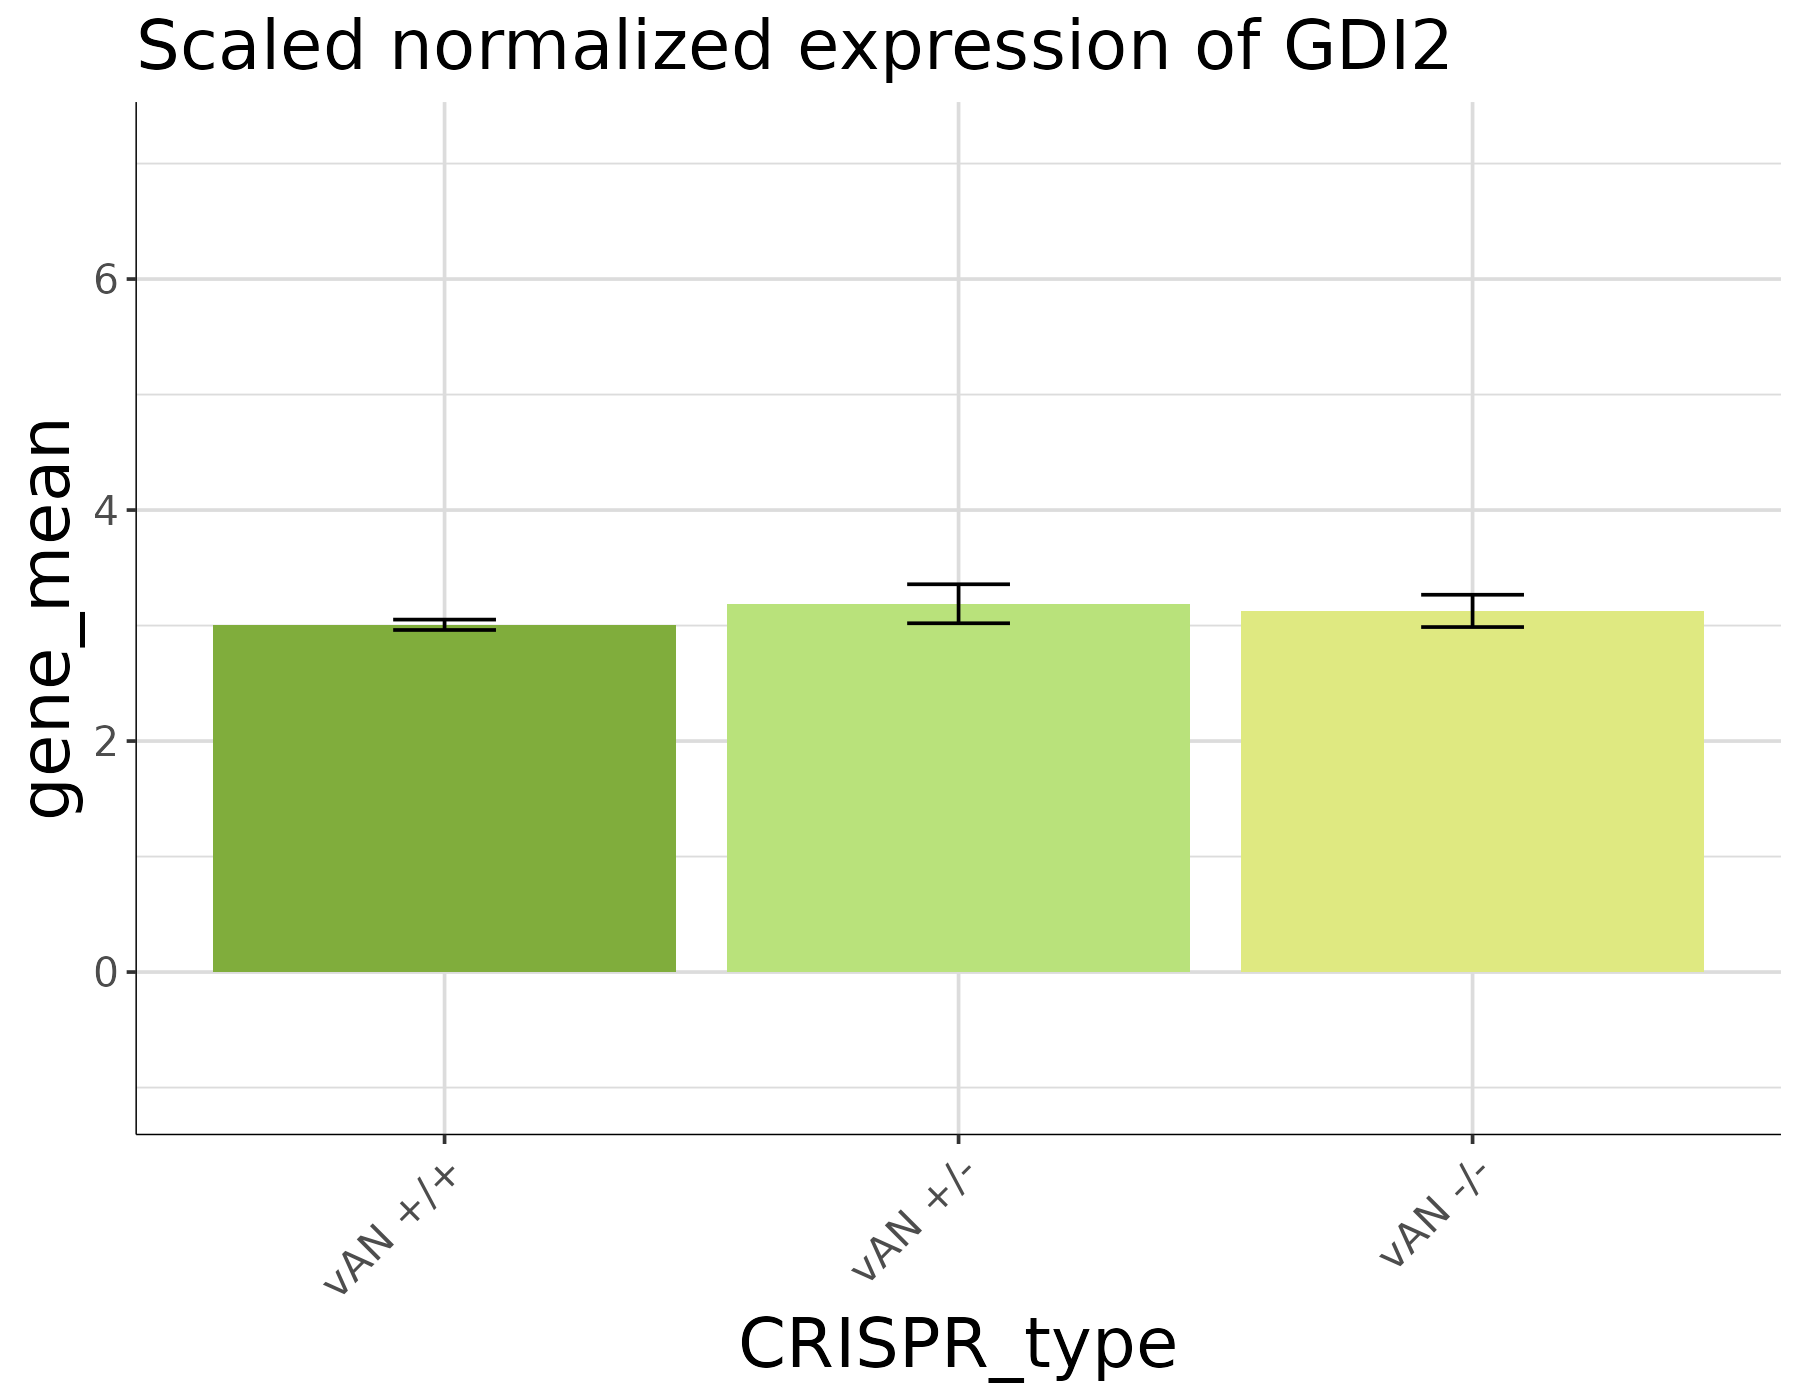 Scaled normalized expression of GDI2
gene_mean
6
4
2
0
vAN +/+
vAN +/-
vAN -/-
CRISPR_type